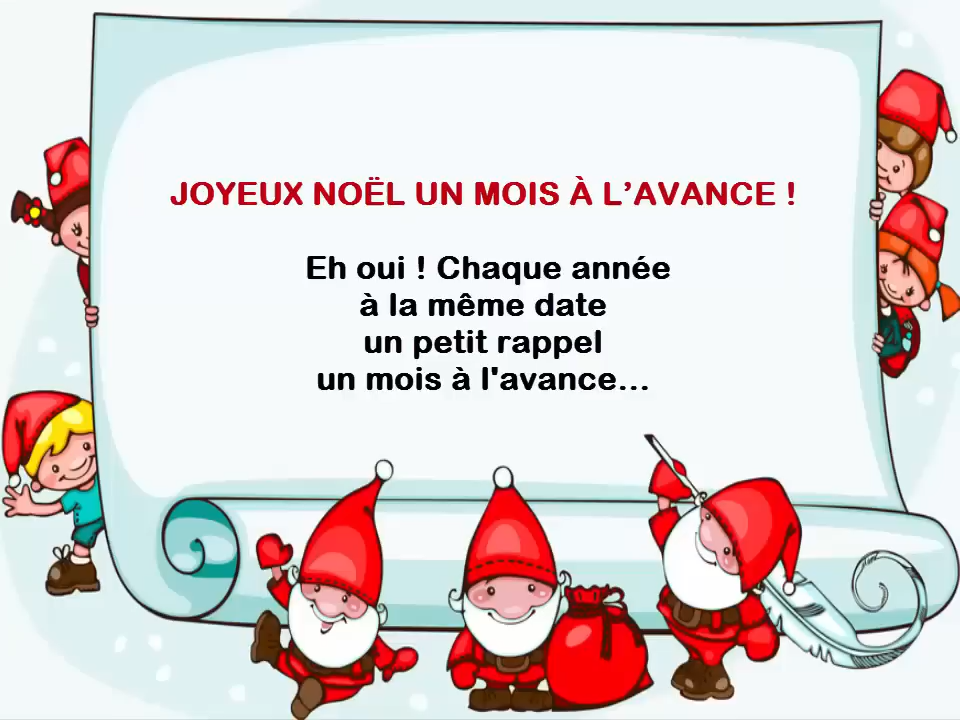 JOYEUX NOËL UN MOIS À L’AVANCE !
Eh oui ! Chaque année
à la même date
un petit rappel
un mois à l'avance...